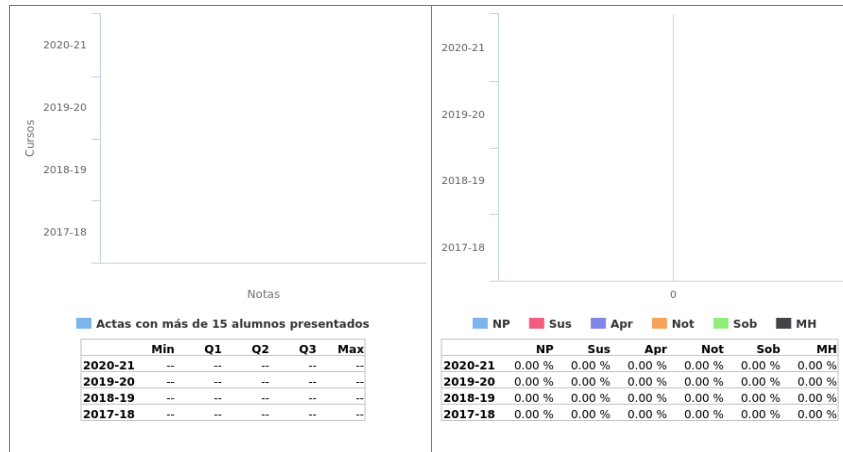 2020-21
2019-20
2018-19
2017-18
Cursos
Notas
Actas con más de 15 alumnos presentados
Min Q1 Q2 Q3 Max
2020-21 -- -- -- -- --
2019-20 -- -- -- -- --
2018-19 -- -- -- -- --
2017-18 -- -- -- -- --
2020-21
2019-20
2018-19
2017-18
0
NP Sus Apr Not Sob MH
NP Sus Apr Not Sob MH
2020-21 0.00 % 0.00 % 0.00 % 0.00 % 0.00 % 0.00 %
2019-20 0.00 % 0.00 % 0.00 % 0.00 % 0.00 % 0.00 %
2018-19 0.00 % 0.00 % 0.00 % 0.00 % 0.00 % 0.00 %
2017-18 0.00 % 0.00 % 0.00 % 0.00 % 0.00 % 0.00 %